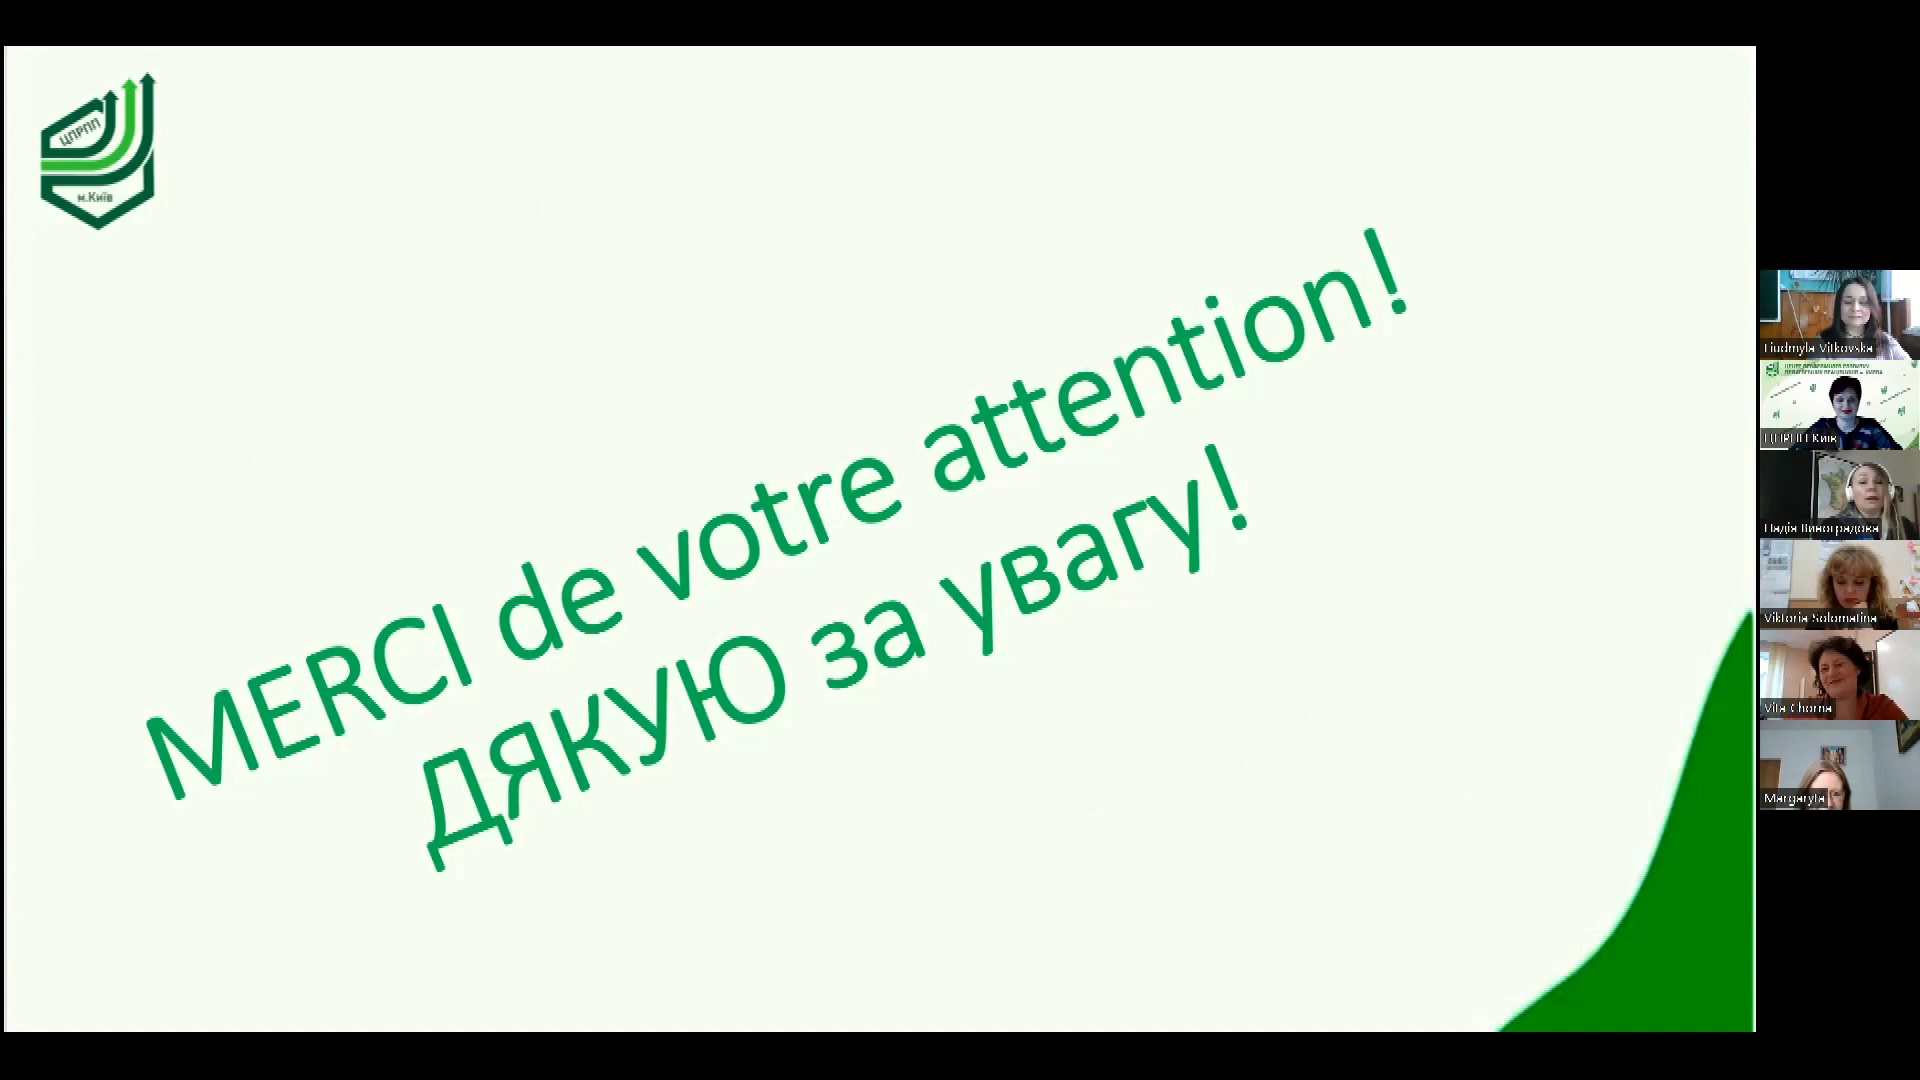 ЦПРПП
м.Київ
MERCI de votre attention!
ДЯКУЮ за увагу!
Liudmyla Vitkovska
ЦПРПП Київ
Надія Виноградова
Viktoria Solomatina
Vita Chorna
Margaryta